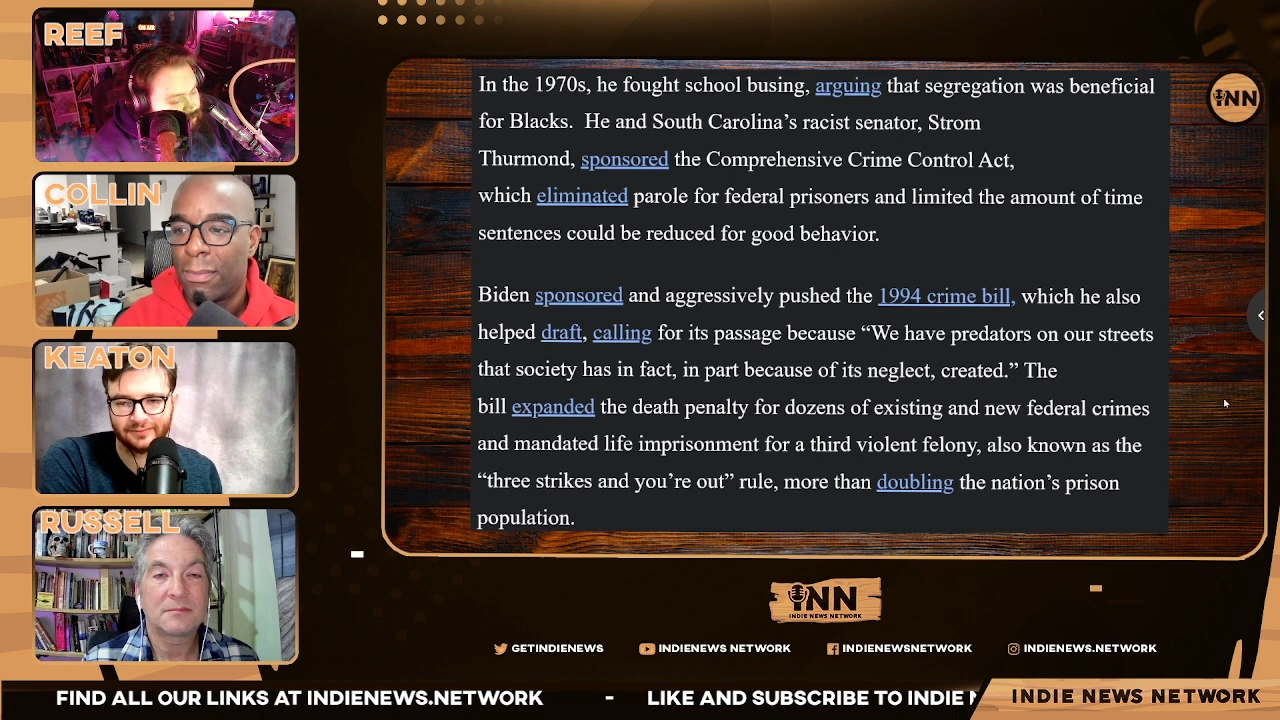 REEF
ON AIR
COLLIN
KEATON
RUSSELL
In the 1970s, he fought school busing, arguing that segregation was beneficial
for Blacks.  He and South Carolina’s racist senator, Strom
Thurmond, sponsored the Comprehensive Crime Control Act,
which eliminated parole for federal prisoners and limited the amount of time
sentences could be reduced for good behavior.
Biden sponsored and aggressively pushed the 1994 crime bill, which he also
helped draft, calling for its passage because “We have predators on our streets
that society has in fact, in part because of its neglect, created.” The
bill expanded the death penalty for dozens of existing and new federal crimes
and mandated life imprisonment for a third violent felony, also known as the
“three strikes and you’re out” rule, more than doubling the nation’s prison
population.
INN
INN
INDIE NEWS NETWORK
GETINDIENEWS
INDIENEWS NETWORK
INDIENEWSNETWORK
INDIENEWS.NETWORK
FIND ALL OUR LINKS AT INDIENEWS.NETWORK - LIKE AND SUBSCRIBE TO INDIE
INDIE NEWS NETWORK